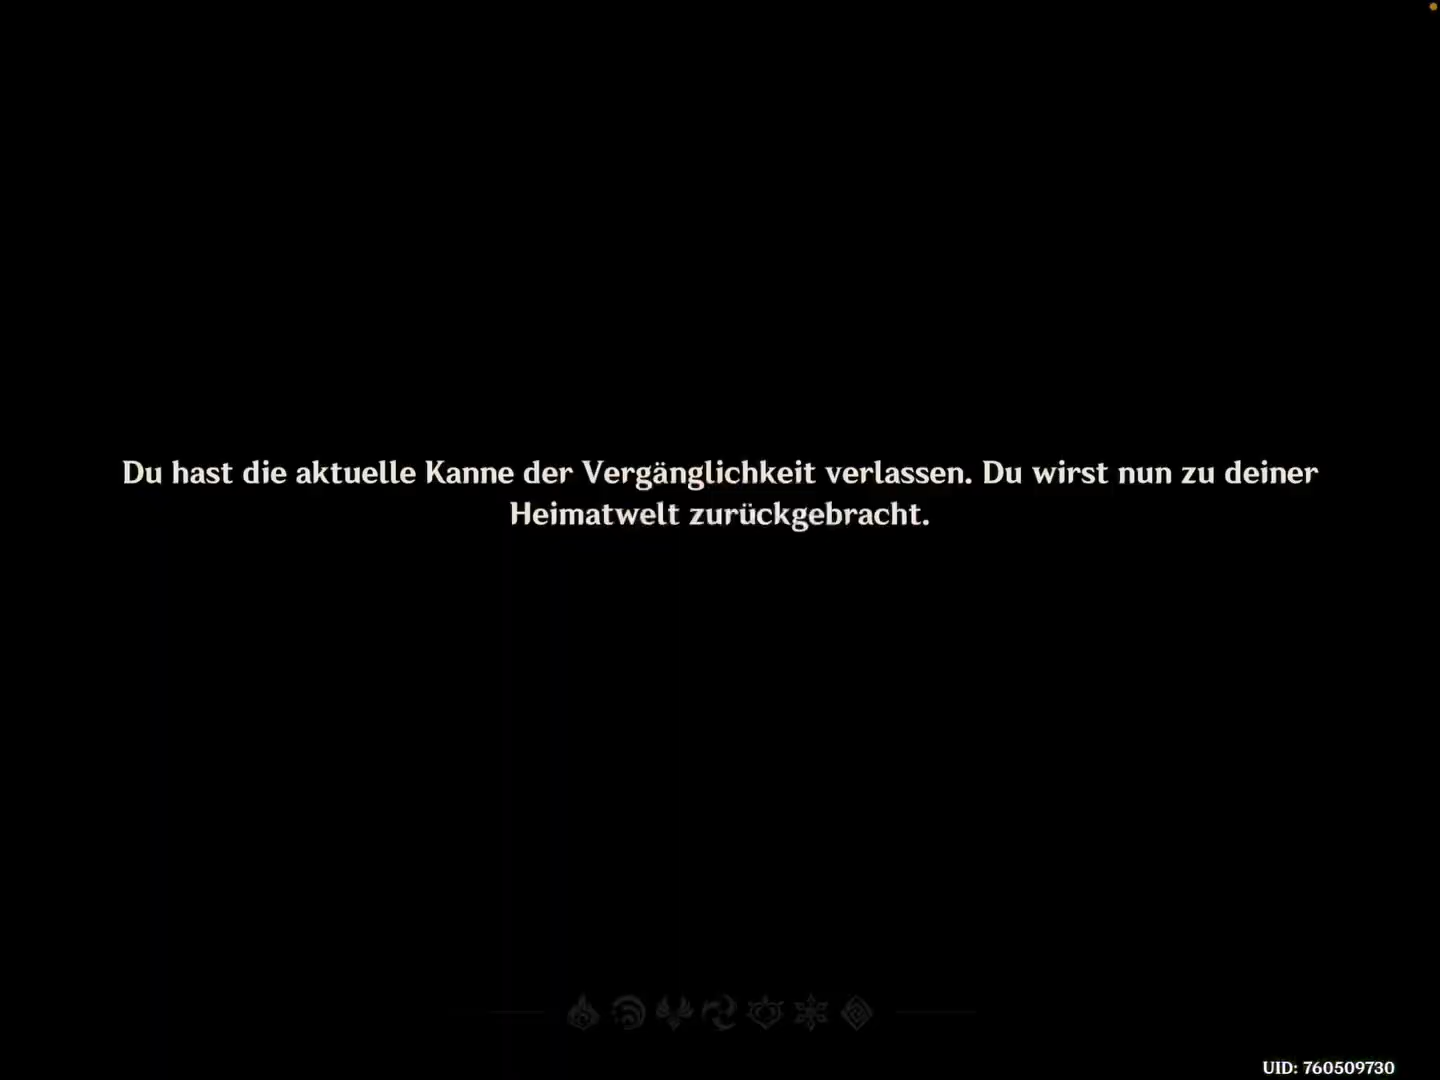 Du hast die aktuelle Kanne der Vergänglichkeit verlassen. Du wirst nun zu deiner
Heimatwelt zurückgebracht.
UID: 760509730